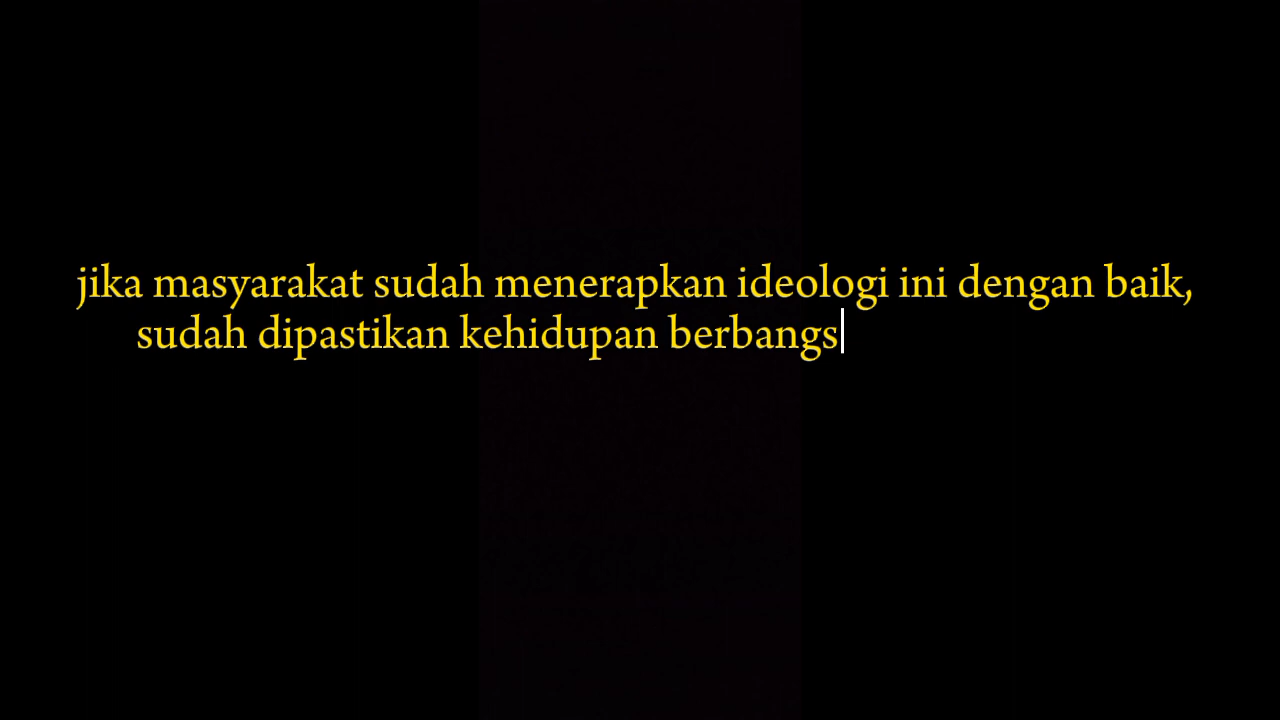 jika masyarakat sudah menerapkan ideologi ini dengan baik,
sudah dipastikan kehidupan berbangs